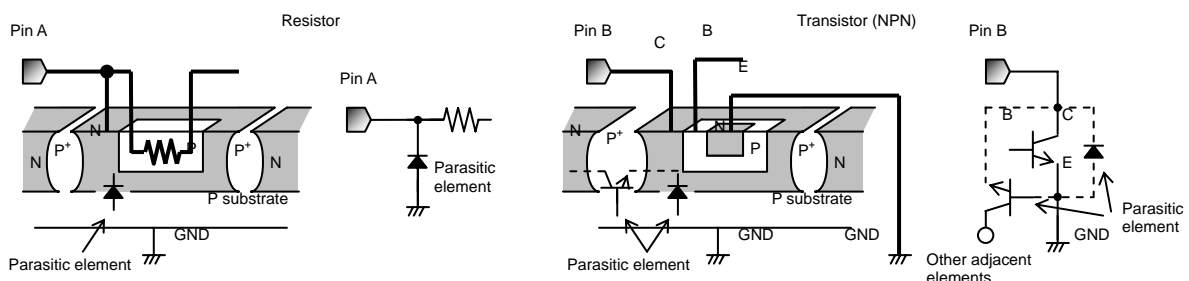 Resistor
Pin A
N
P+
P
P+
N
N
P substrate
GND
Parasitic element
Pin A
Parasitic
element
Transistor (NPN)
Pin B
C
B
E
N
P+
N
P
P+
N
N
P substrate
GND
GND
Parasitic element
Pin B
B
C
E
Parasitic
element
GND
Other adjacent
elements